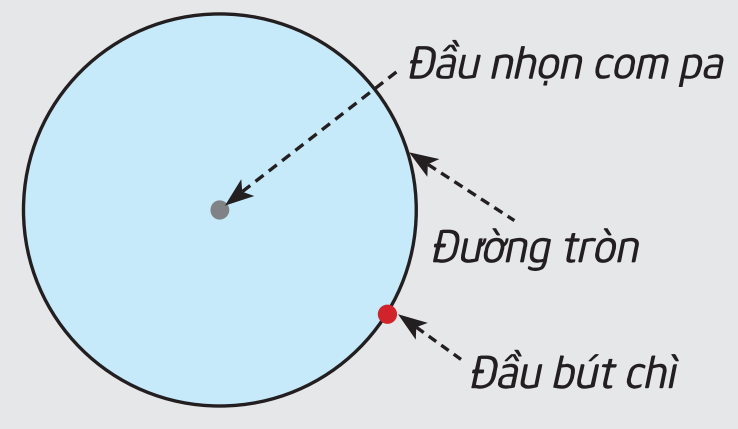 Đầu nhọn com pa
Đường tròn
Đầu bút chì